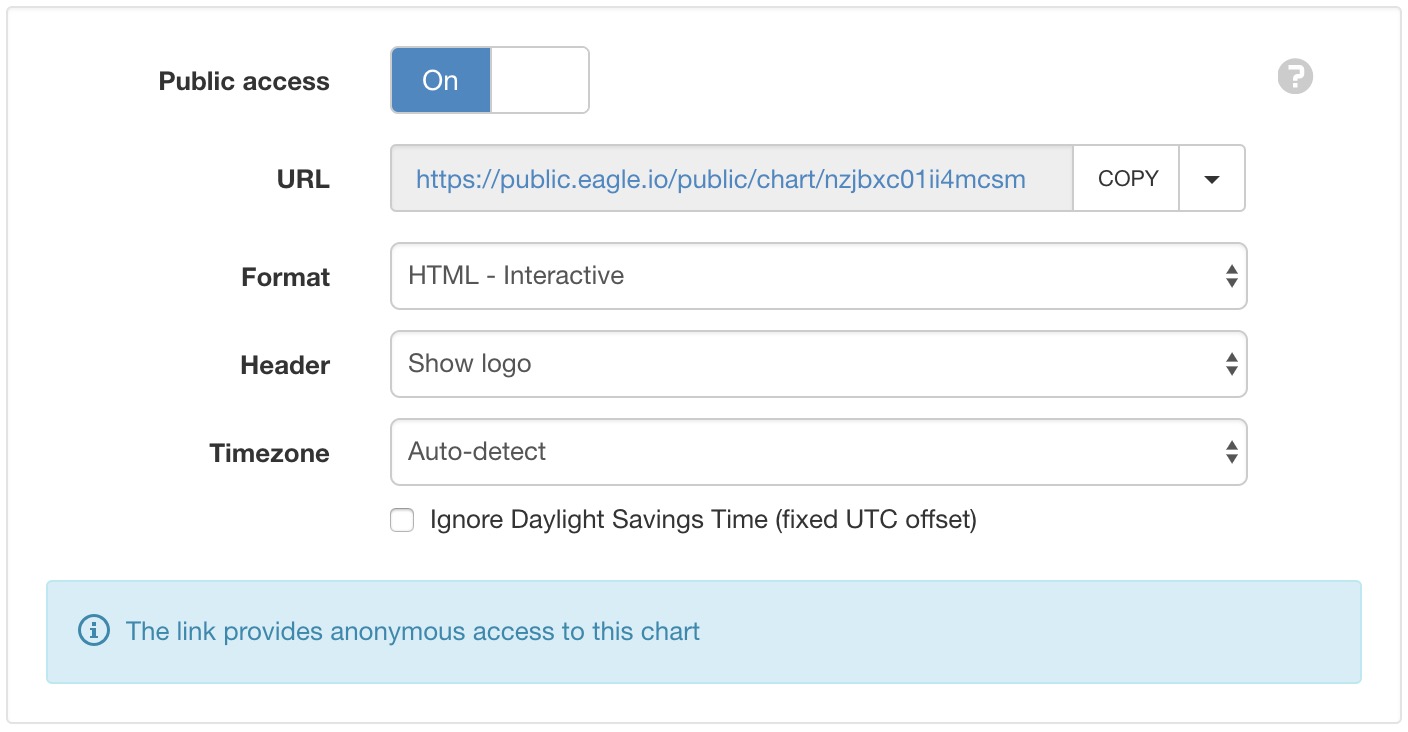 Public access On
URL https://public.eagle.io/public/chart/nzjbxc01ii4mcsm COPY
Format HTML - Interactive
Header Show logo
Timezone Auto-detect
Ignore Daylight Savings Time (fixed UTC offset)
The link provides anonymous access to this chart